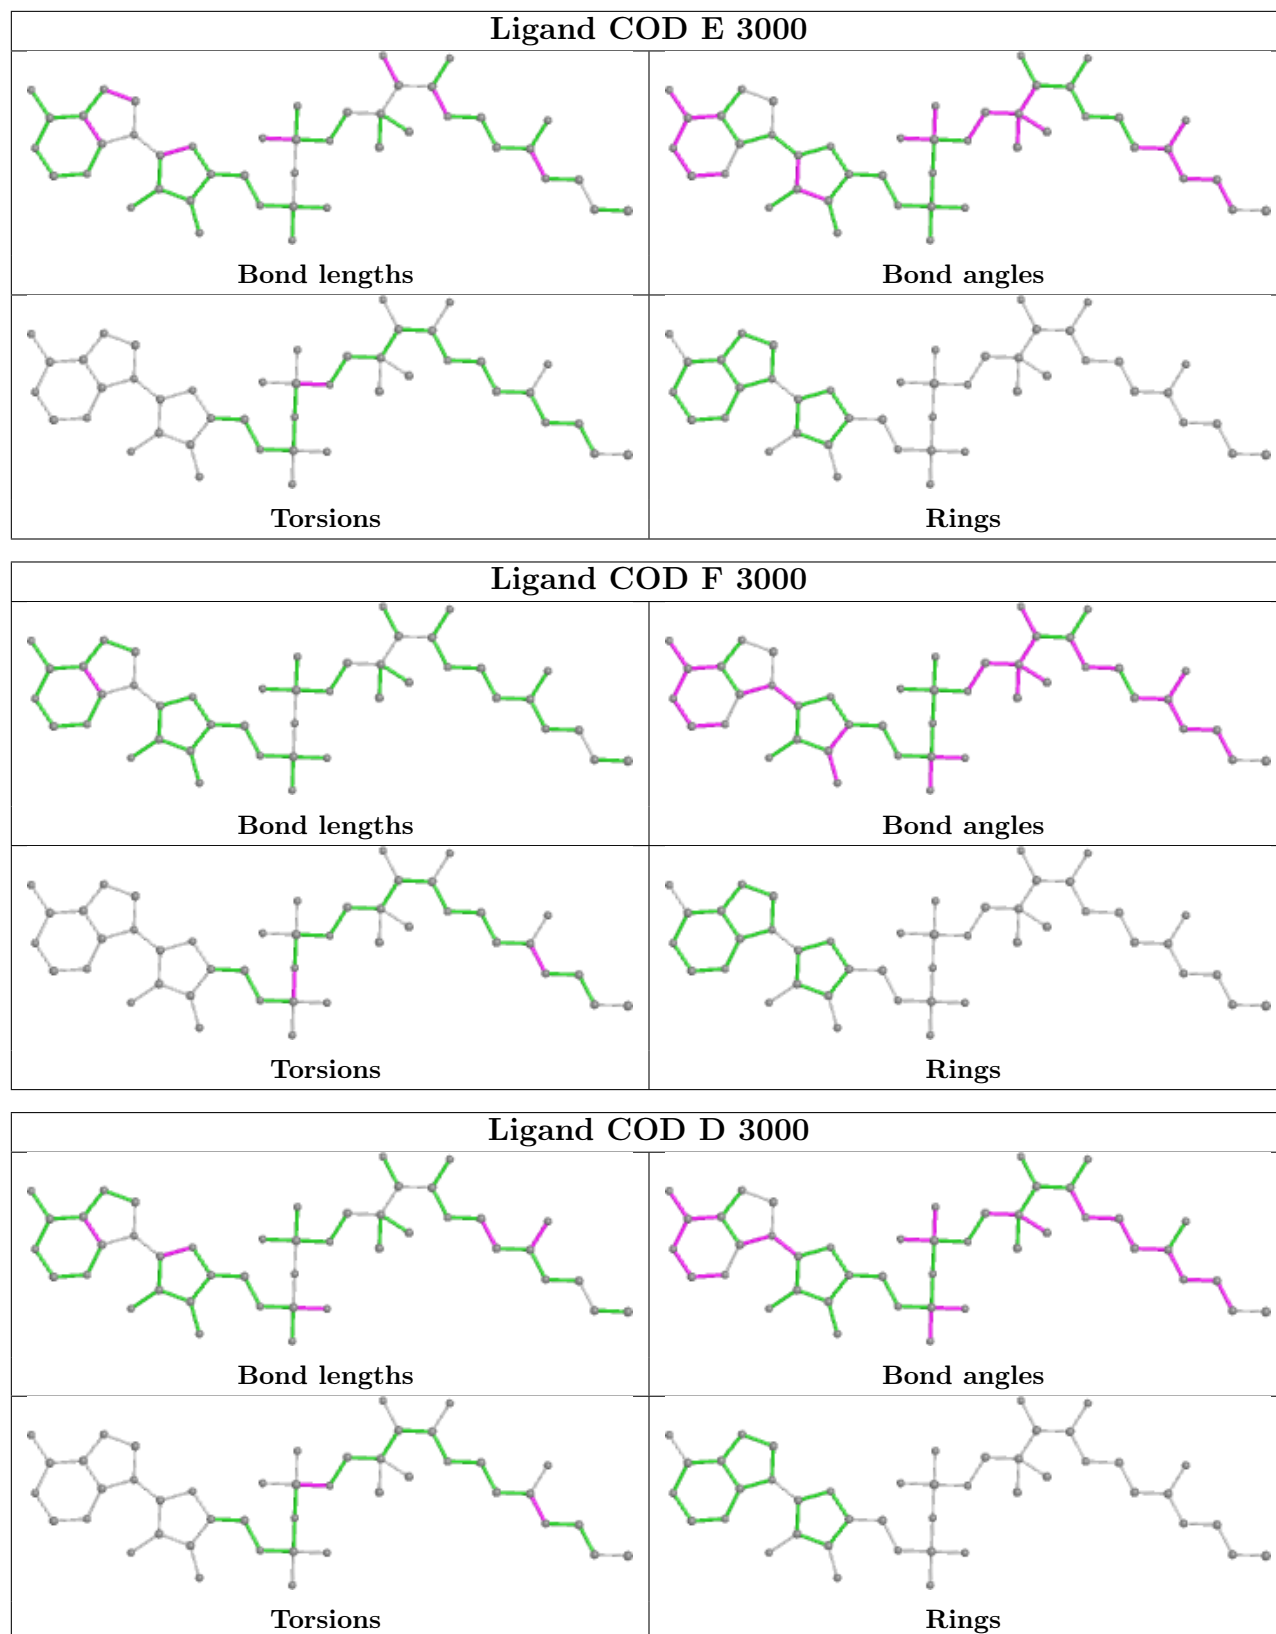 Ligand COD E 3000
Bond lengths
Bond angles
Torsions
Rings
Ligand COD F 3000
Bond lengths
Bond angles
Torsions
Rings
Ligand COD D 3000
Bond lengths
Bond angles
Torsions
Rings